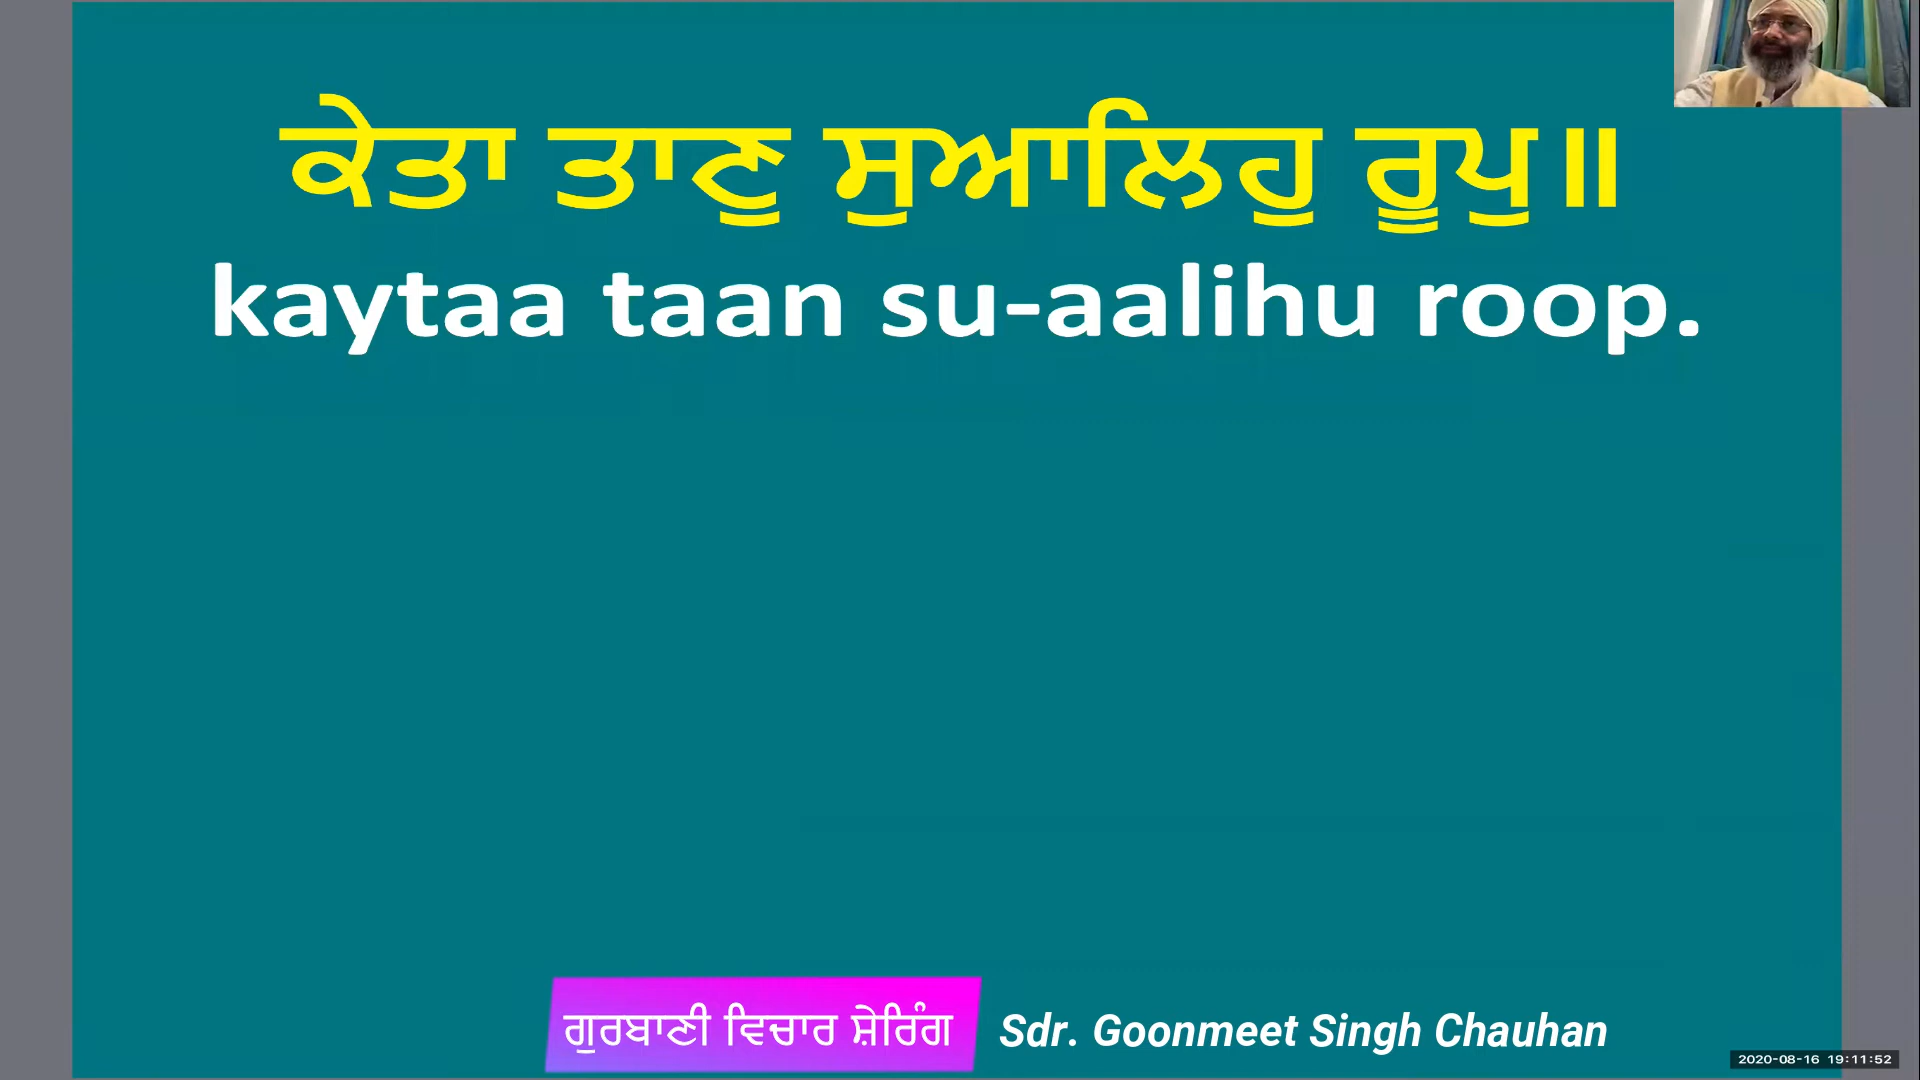 ਕੇਤਾ ਤਾਣੁ ਸੁਆਲਿਹੁ ਰੂਪੁ॥
kaytaa taan su-aalihu roop.
ਗੁਰਬਾਣੀ ਵਿਚਾਰ ਸ਼ੇਰਿੰਗ Sdr. Goonmeet Singh Chauhan
2020-08-16 19:11:52